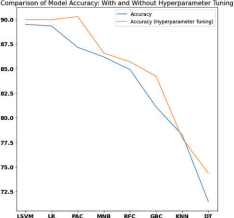 Comparison of Model Accuracy: With and Without Hyperparameter Tuning
Accuracy
Accuracy (Hyperparameter Tuning)
90.0
87.5
85.0
82.5
80.0
77.5
75.0
72.5
LSVM LR PAC MNB RFC GBC KNN DT